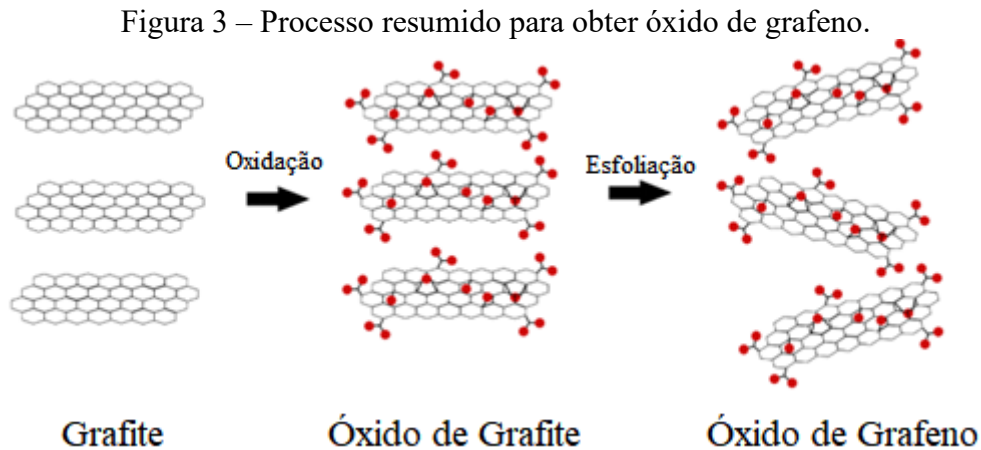 Figura 3 – Processo resumido para obter óxido de grafeno.
Oxidação
Esfoliação
Grafite
Óxido de Grafite
Óxido de Grafeno